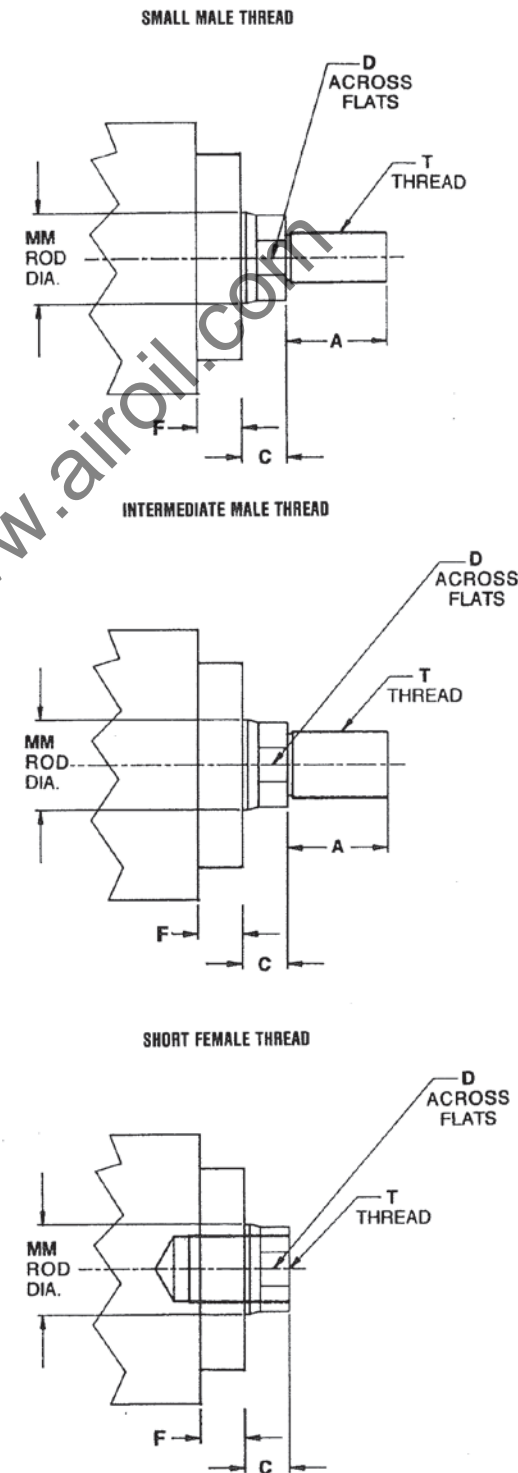 SMALL MALE THREAD
D
ACROSS
FLATS
T
THREAD
MM
ROD
DIA.
A
F
C
INTERMEDIATE MALE THREAD
D
ACROSS
FLATS
T
THREAD
MM
ROD
DIA.
A
F
C
SHORT FEMALE THREAD
D
ACROSS
FLATS
T
THREAD
MM
ROD
DIA.
F
C
w.airoil.com